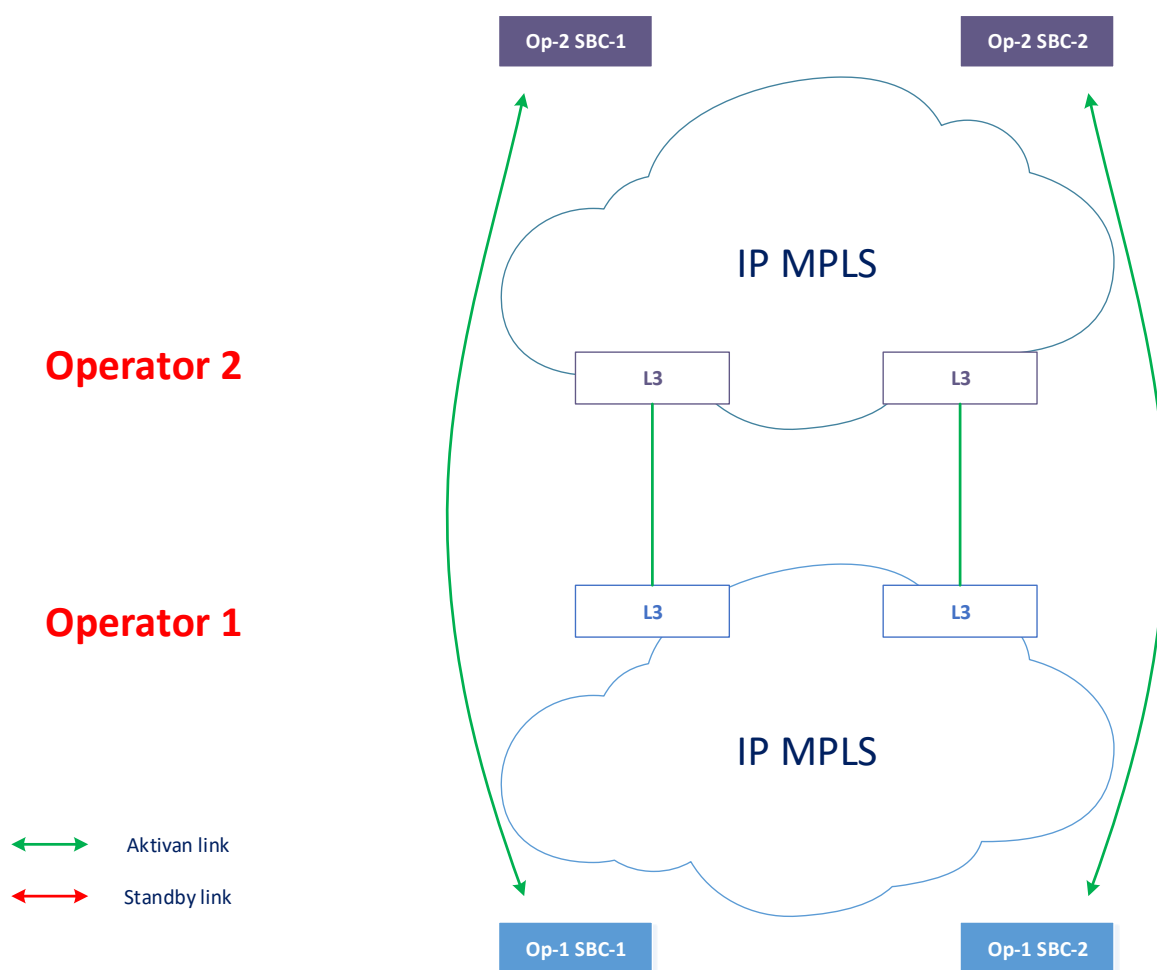 Op-2 SBC-1
Op-2 SBC-2
IP MPLS
Operator 2
L3
L3
Operator 1
L3
L3
IP MPLS
Aktivan link
Standby link
Op-1 SBC-1
Op-1 SBC-2